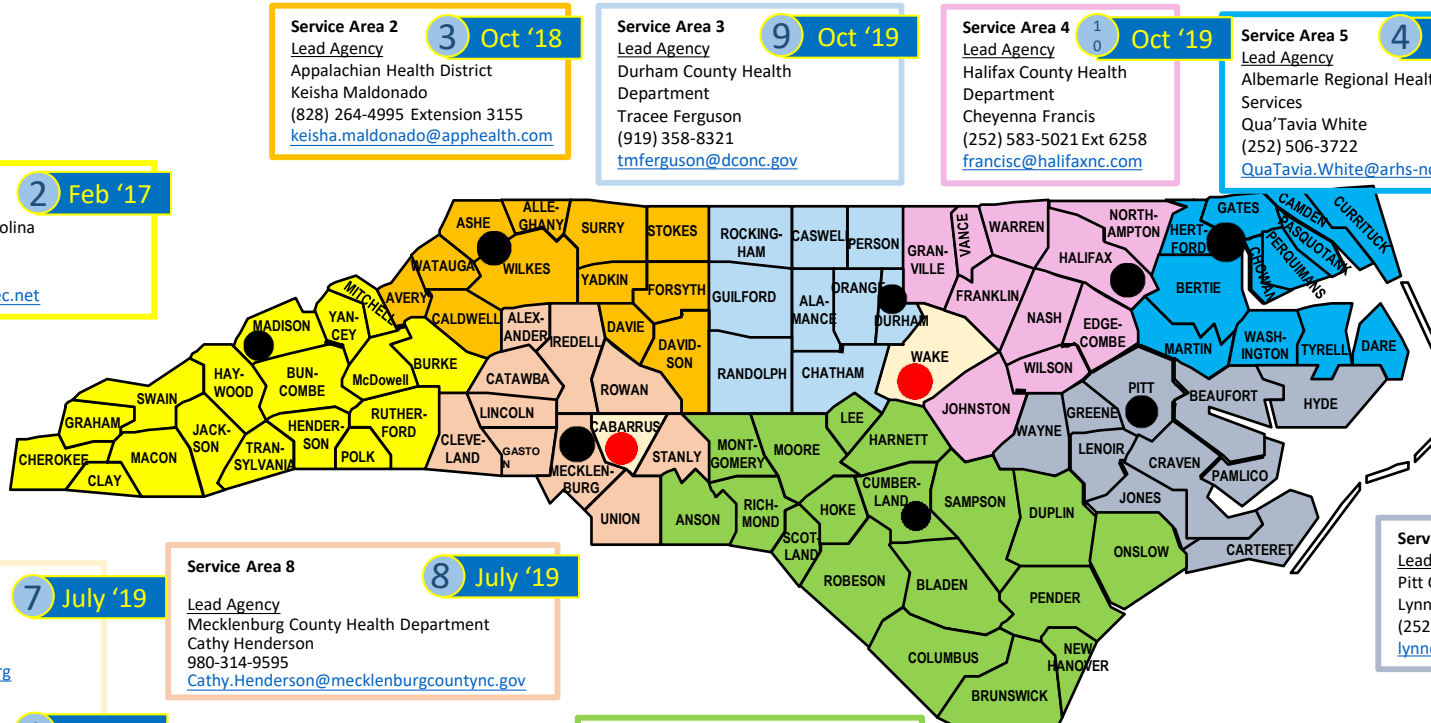 Service Area 2
3 Oct '18
Lead Agency
Appalachian Health District
Keisha Maldonado
(828) 264-4995 Extension 3155
keisha.maldonado@apphealth.com
Service Area 3
9 Oct '19
Lead Agency
Durham County Health
Department
Tracee Ferguson
(919) 358-8321
tmferguson@dconc.gov
Service Area 4
10 Oct '19
Lead Agency
Halifax County Health
Department
Cheyenna Francis
(252) 583-5021 Ext 6258
francisc@halifaxnc.com
Service Area 5
4
Lead Agency
Albemarle Regional Healt
Services
Qua'Tavia White
(252) 506-3722
QuaTavia.White@arhs-n
2 Feb '17
olina
ec.net
ASHE
ALLE-
GHANY
SURRY
STOKES
ROCKING-
HAM
CASWEL
PERSON
GRAN-
VILLE
VANCE
WARREN
NORTH-
AMPTON
HALIFAX
HERT-
FORD
GATES
CAMDEN
CURRITUCK
PASQUOTANK
PERQUIMANS
CHOWAN
WATAUGA
WILKES
YADKIN
FORSYTH
GUILFORD
ALA-
MANCE
ORANGE
DURHAM
FRANKLIN
NASH
EDGE-
COMBE
BERTIE
MITCHELL
AVERY
CALDWELL
ALEX-
ANDER
IREDELL
DAVIE
DAVID-
SON
RANDOLPH
CHATHAM
WAKE
WILSON
MARTIN
WASH-
INGTON
TYRELL
DARE
MADISON
YAN-
CEY
BURKE
McDowell
CATAWBA
ROWAN
JOHNSTON
GREENE
PITT
BEAUFORT
HYDE
SWAIN
HAY-
WOOD
BUN-
COMBE
RUTHER-
FORD
LINCOLN
CLEVE-
LAND
GASTO
N
MECKLEN-
BURG
CABARRUS
STANLY
MONT-
GOMERY
MOORE
LEE
HARNETT
WAYNE
LENOIR
CRAVEN
PAMLICO
JONES
GRAHAM
CHEROKEE
CLAY
MACON
JACK-
SON
TRAN-
SYLVANIA
HENDER-
SON
POLK
UNION
ANSON
RICH-
MOND
SCOT-
LAND
HOKE
CUMBER-
LAND
SAMPSON
DUPLIN
ONSLOW
CARTERET
ROBESON
BLADEN
PENDER
COLUMBUS
NEW
HANOVER
BRUNSWICK
7 July '19
rg
Service Area 8
8 July '19
Lead Agency
Mecklenburg County Health Department
Cathy Henderson
980-314-9595
Cathy.Henderson@mecklenburgcountync.gov
Servi
Lead
Pitt C
Lynn
(252
lynne